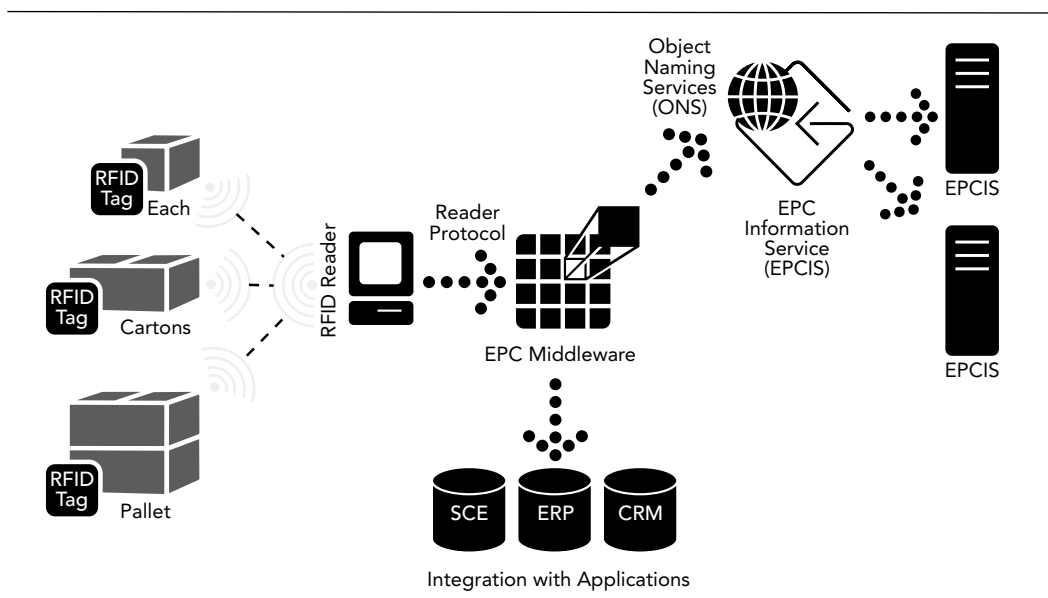 RFID
Tag
Each
RFID
Tag
Cartons
RFID
Tag
Pallet
RFID Reader
Reader
Protocol
EPC Middleware
Object
Naming
Services
(ONS)
EPC
Information
Service
(EPCIS)
EPCIS
EPCIS
SCE
ERP
CRM
Integration with Applications